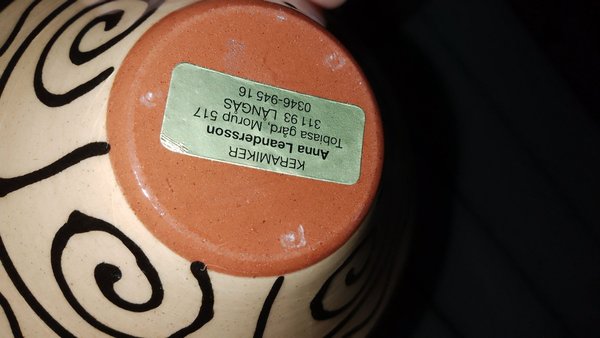 KERAMIKER
Anna Leandersson
Tobiasa gård, Morup 517
311 93 LÅNGÅS
0346-945 16